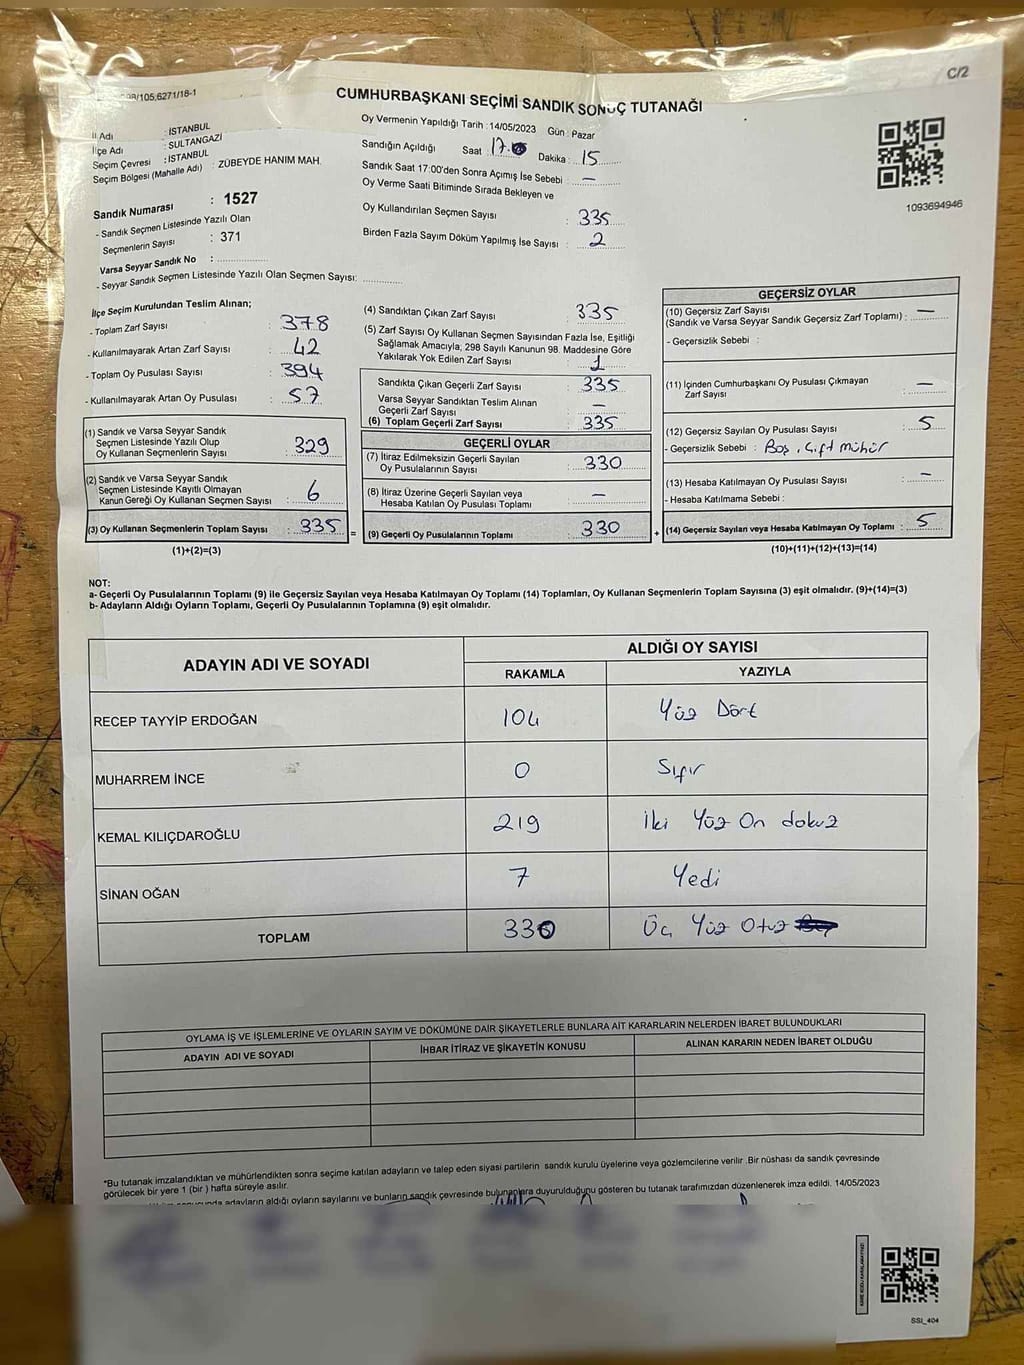 C/2
/105,6271/18-1
CUMHURBAŞKANI SEÇİMİ SANDIK SONUÇ TUTANAĞI
İl Adı : İSTANBUL
İlçe Adı : SULTANGAZİ
Seçim Çevresi : İSTANBUL
Seçim Bölgesi (Mahalle Adı) : ZÜBEYDE HANIM MAH.
Sandık Numarası : 1527
- Sandık Seçmen Listesinde Yazılı Olan
Seçmenlerin Sayısı : 371
Varsa Seyyar Sandık No :
- Seyyar Sandık Seçmen Listesinde Yazılı Olan Seçmen Sayısı:
Oy Vermenin Yapıldığı Tarih : 14/05/2023 Gün : Pazar
Sandığın Açıldığı Saat : 17. Dakika : 15
Sandık Saat 17:00'den Sonra Açımış İse Sebebi : —
Oy Verme Saati Bitiminde Sırada Bekleyen ve
Oy Kullandırılan Seçmen Sayısı : 335
Birden Fazla Sayım Döküm Yapılmış İse Sayısı : 2
1093694946
İlçe Seçim Kurulundan Teslim Alınan;
- Toplam Zarf Sayısı : 378
- Kullanılmayarak Artan Zarf Sayısı : 42
- Toplam Oy Pusulası Sayısı : 394
- Kullanılmayarak Artan Oy Pusulası : 57
(1) Sandık ve Varsa Seyyar Sandık
Seçmen Listesinde Yazılı Olup
Oy Kullanan Seçmenlerin Sayısı : 329
(2) Sandık ve Varsa Seyyar Sandık
Seçmen Listesinde Kayıtlı Olmayan
Kanun Gereği Oy Kullanan Seçmen Sayısı : 6
(3) Oy Kullanan Seçmenlerin Toplam Sayısı : 335 =
(1)+(2)=(3)
(4) Sandıktan Çıkan Zarf Sayısı : 335
(5) Zarf Sayısı Oy Kullanan Seçmen Sayısından Fazla İse, Eşitliği
Sağlamak Amacıyla; 298 Sayılı Kanunun 98. Maddesine Göre
Yakılarak Yok Edilen Zarf Sayısı : 1
Sandıkta Çıkan Geçerli Zarf Sayısı : 335
Varsa Seyyar Sandıktan Teslim Alınan
Geçerli Zarf Sayısı : —
(6) Toplam Geçerli Zarf Sayısı : 335
GEÇERLİ OYLAR
(7) İtiraz Edilmeksizin Geçerli Sayılan
Oy Pusulalarının Sayısı : 330
(8) İtiraz Üzerine Geçerli Sayılan veya
Hesaba Katılan Oy Pusulası Toplamı : —
(9) Geçerli Oy Pusulalarının Toplamı : 330 +
GEÇERSİZ OYLAR
(10) Geçersiz Zarf Sayısı
(Sandık ve Varsa Seyyar Sandık Geçersiz Zarf Toplamı) : —
- Geçersizlik Sebebi :
(11) İçinden Cumhurbaşkanı Oy Pusulası Çıkmayan
Zarf Sayısı : —
(12) Geçersiz Sayılan Oy Pusulası Sayısı : 5
- Geçersizlik Sebebi : Boş, Çift mühür
(13) Hesaba Katılmayan Oy Pusulası Sayısı : —
- Hesaba Katılmama Sebebi :
(14) Geçersiz Sayılan veya Hesaba Katılmayan Oy Toplamı : 5
(10)+(11)+(12)+(13)=(14)
NOT:
a- Geçerli Oy Pusulalarının Toplamı (9) ile Geçersiz Sayılan veya Hesaba Katılmayan Oy Toplamı (14) Toplamları, Oy Kullanan Seçmenlerin Toplam Sayısına (3) eşit olmalıdır. (9)+(14)=(3)
b- Adayların Aldığı Oyların Toplamı, Geçerli Oy Pusulalarının Toplamına (9) eşit olmalıdır.
ADAYIN ADI VE SOYADI ALDIĞI OY SAYISI
RAKAMLA YAZIYLA
RECEP TAYYİP ERDOĞAN 104 Yüz Dört
MUHARREM İNCE 0 Sıfır
KEMAL KILIÇDAROĞLU 219 İki Yüz On dokuz
SİNAN OĞAN 7 Yedi
TOPLAM 330 Üç Yüz Otuz
OYLAMA İŞ VE İŞLEMLERİNE VE OYLARIN SAYIM VE DÖKÜMÜNE DAİR ŞİKAYETLERLE BUNLARA AİT KARARLARIN NELERDEN İBARET BULUNDUKLARI
ADAYIN ADI VE SOYADI İHBAR İTİRAZ VE ŞİKAYETİN KONUSU ALINAN KARARIN NEDEN İBARET OLDUĞU
*Bu tutanak imzalandıktan ve mühürlendikten sonra seçime katılan adayların ve talep eden siyasi partilerin sandık kurulu üyelerine veya gözlemcilerine verilir .Bir nüshası da sandık çevresinde
görülecek bir yere 1 (bir ) hafta süreyle asılır.
adayların aldığı oyların sayılarını ve bunların sandık çevresinde bulunanlara duyurulduğunu gösteren bu tutanak tarafımızdan düzenlenerek imza edildi. 14/05/2023
SSI_404